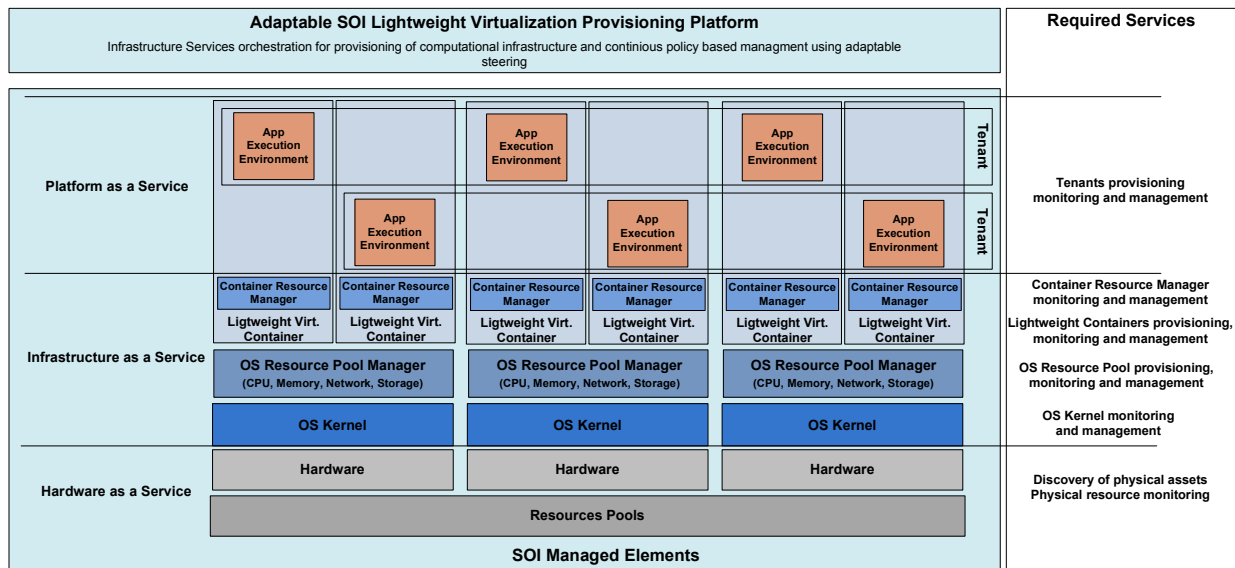 Adaptable SOI Lightweight Virtualization Provisioning Platform
Infrastructure Services orchestration for provisioning of computational infrastructure and continious policy based managment using adaptable
steering
Required Services
Platform as a Service
App
Execution
Environment
App
Execution
Environment
App
Execution
Environment
Tenant
App
Execution
Environment
App
Execution
Environment
App
Execution
Environment
Tenant
Tenants provisioning
monitoring and management
Infrastructure as a Service
Container Resource
Manager
Container Resource
Manager
Container Resource
Manager
Container Resource
Manager
Container Resource
Manager
Container Resource
Manager
Container Resource Manager
monitoring and management
Ligtweight Virt.
Container
Ligtweight Virt.
Container
Ligtweight Virt.
Container
Ligtweight Virt.
Container
Ligtweight Virt.
Container
Ligtweight Virt.
Container
Lightweight Containers provisioning,
monitoring and management
OS Resource Pool Manager
(CPU, Memory, Network, Storage)
OS Resource Pool Manager
(CPU, Memory, Network, Storage)
OS Resource Pool Manager
(CPU, Memory, Network, Storage)
OS Resource Pool provisioning,
monitoring and management
OS Kernel
OS Kernel
OS Kernel
OS Kernel monitoring
and management
Hardware as a Service
Hardware
Hardware
Hardware
Discovery of physical assets
Physical resource monitoring
Resources Pools
SOI Managed Elements